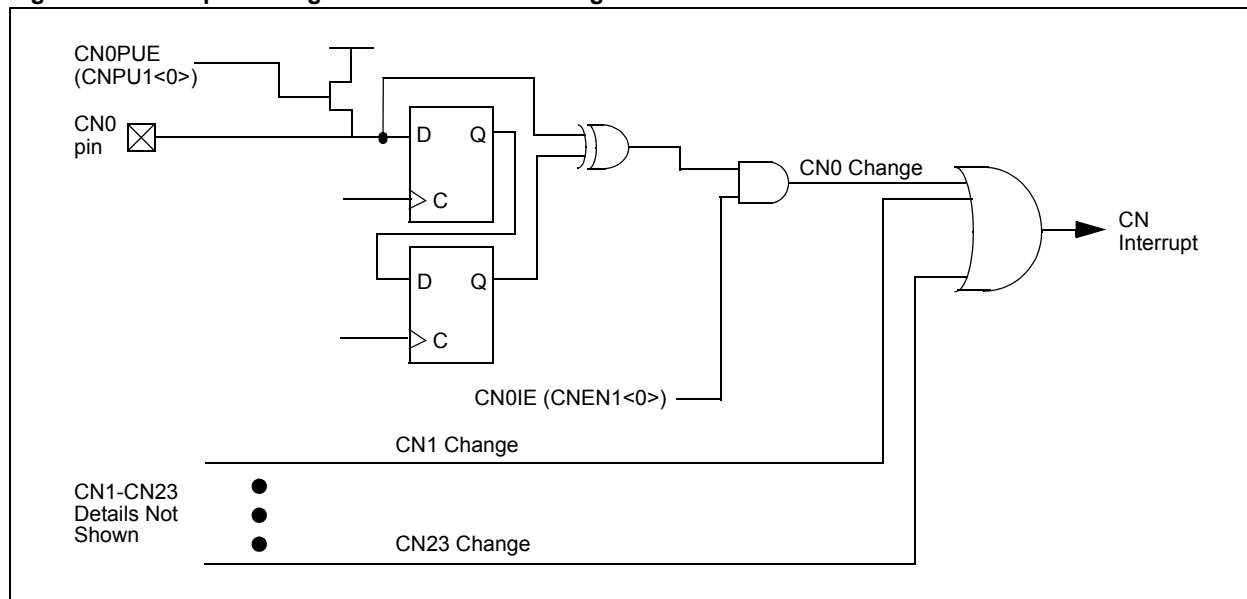 CN0PUE
(CNPU1<0>)
CN0
pin
D Q
C
D Q
C
CN0 Change
CN
Interrupt
CN0IE (CNEN1<0>)
CN1 Change
CN1-CN23
Details Not
Shown
CN23 Change